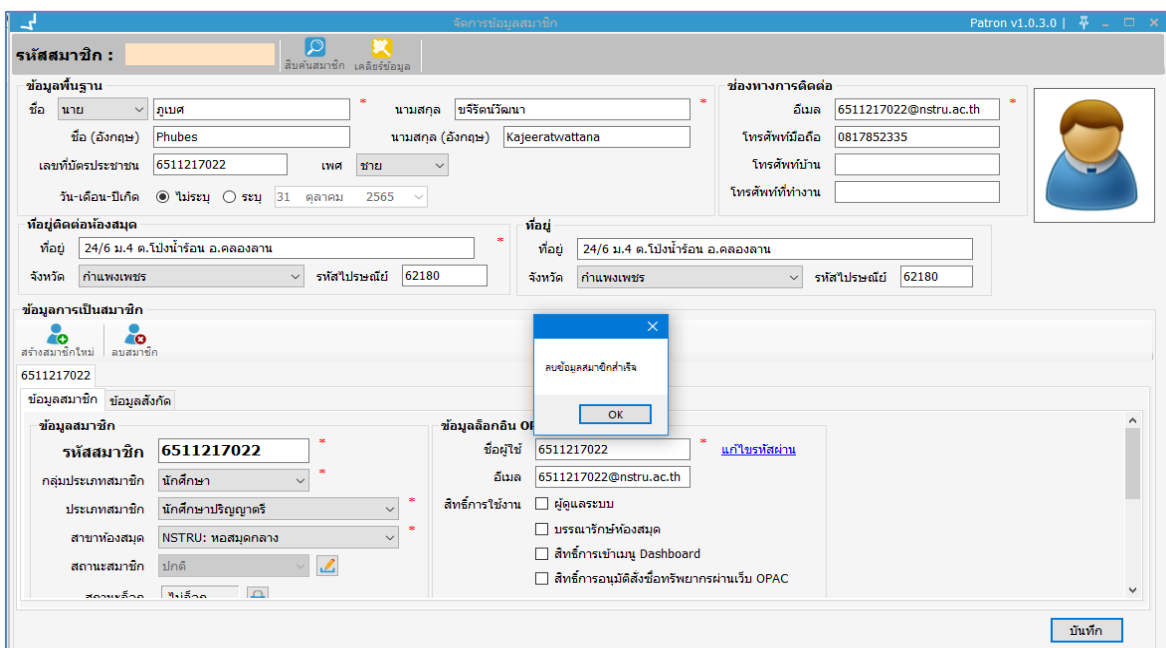 จัดการข้อมูลสมาชิก
Patron v1.0.3.0 |
รหัสสมาชิก :
สืบค้นสมาชิก เคลียร์ข้อมูล
ข้อมูลพื้นฐาน
ช่องทางการติดต่อ
ชื่อ นาย ภูเบศ * นามสกุล ขจีรัตน์วัฒนา *
อีเมล 6511217022@nstru.ac.th *
ชื่อ (อังกฤษ) Phubes นามสกุล (อังกฤษ) Kajeeratwattana
โทรศัพท์มือถือ 0817852335
เลขที่บัตรประชาชน 6511217022 เพศ ชาย
โทรศัพท์บ้าน
วัน-เดือน-ปีเกิด ไม่ระบุ ระบุ 31 ตุลาคม 2565
โทรศัพท์ที่ทำงาน
ที่อยู่ติดต่อห้องสมุด
ที่อยู่
ที่อยู่ 24/6 ม.4 ต.โป่งน้ำร้อน อ.คลองลาน *
ที่อยู่ 24/6 ม.4 ต.โป่งน้ำร้อน อ.คลองลาน
จังหวัด กำแพงเพชร รหัสไปรษณีย์ 62180
จังหวัด กำแพงเพชร รหัสไปรษณีย์ 62180
ข้อมูลการเป็นสมาชิก
สร้างสมาชิกใหม่ ลบสมาชิก
ลบข้อมูลสมาชิกสำเร็จ
OK
6511217022
ข้อมูลสมาชิก ข้อมูลสังกัด
ข้อมูลสมาชิก
รหัสสมาชิก 6511217022 *
กลุ่มประเภทสมาชิก นักศึกษา *
ประเภทสมาชิก นักศึกษาปริญญาตรี *
สาขาห้องสมุด NSTRU: หอสมุดกลาง *
สถานะสมาชิก ปกติ
สถานะล็อก ไม่ล็อก
ข้อมูลล็อกอิน
ชื่อผู้ใช้ 6511217022 * แก้ไขรหัสผ่าน
อีเมล 6511217022@nstru.ac.th
สิทธิ์การใช้งาน ผู้ดูแลระบบ
บรรณารักษ์ห้องสมุด
สิทธิ์การเข้าเมนู Dashboard
สิทธิ์การอนุมัติสั่งซื้อทรัพยากรผ่านเว็บ OPAC
บันทึก